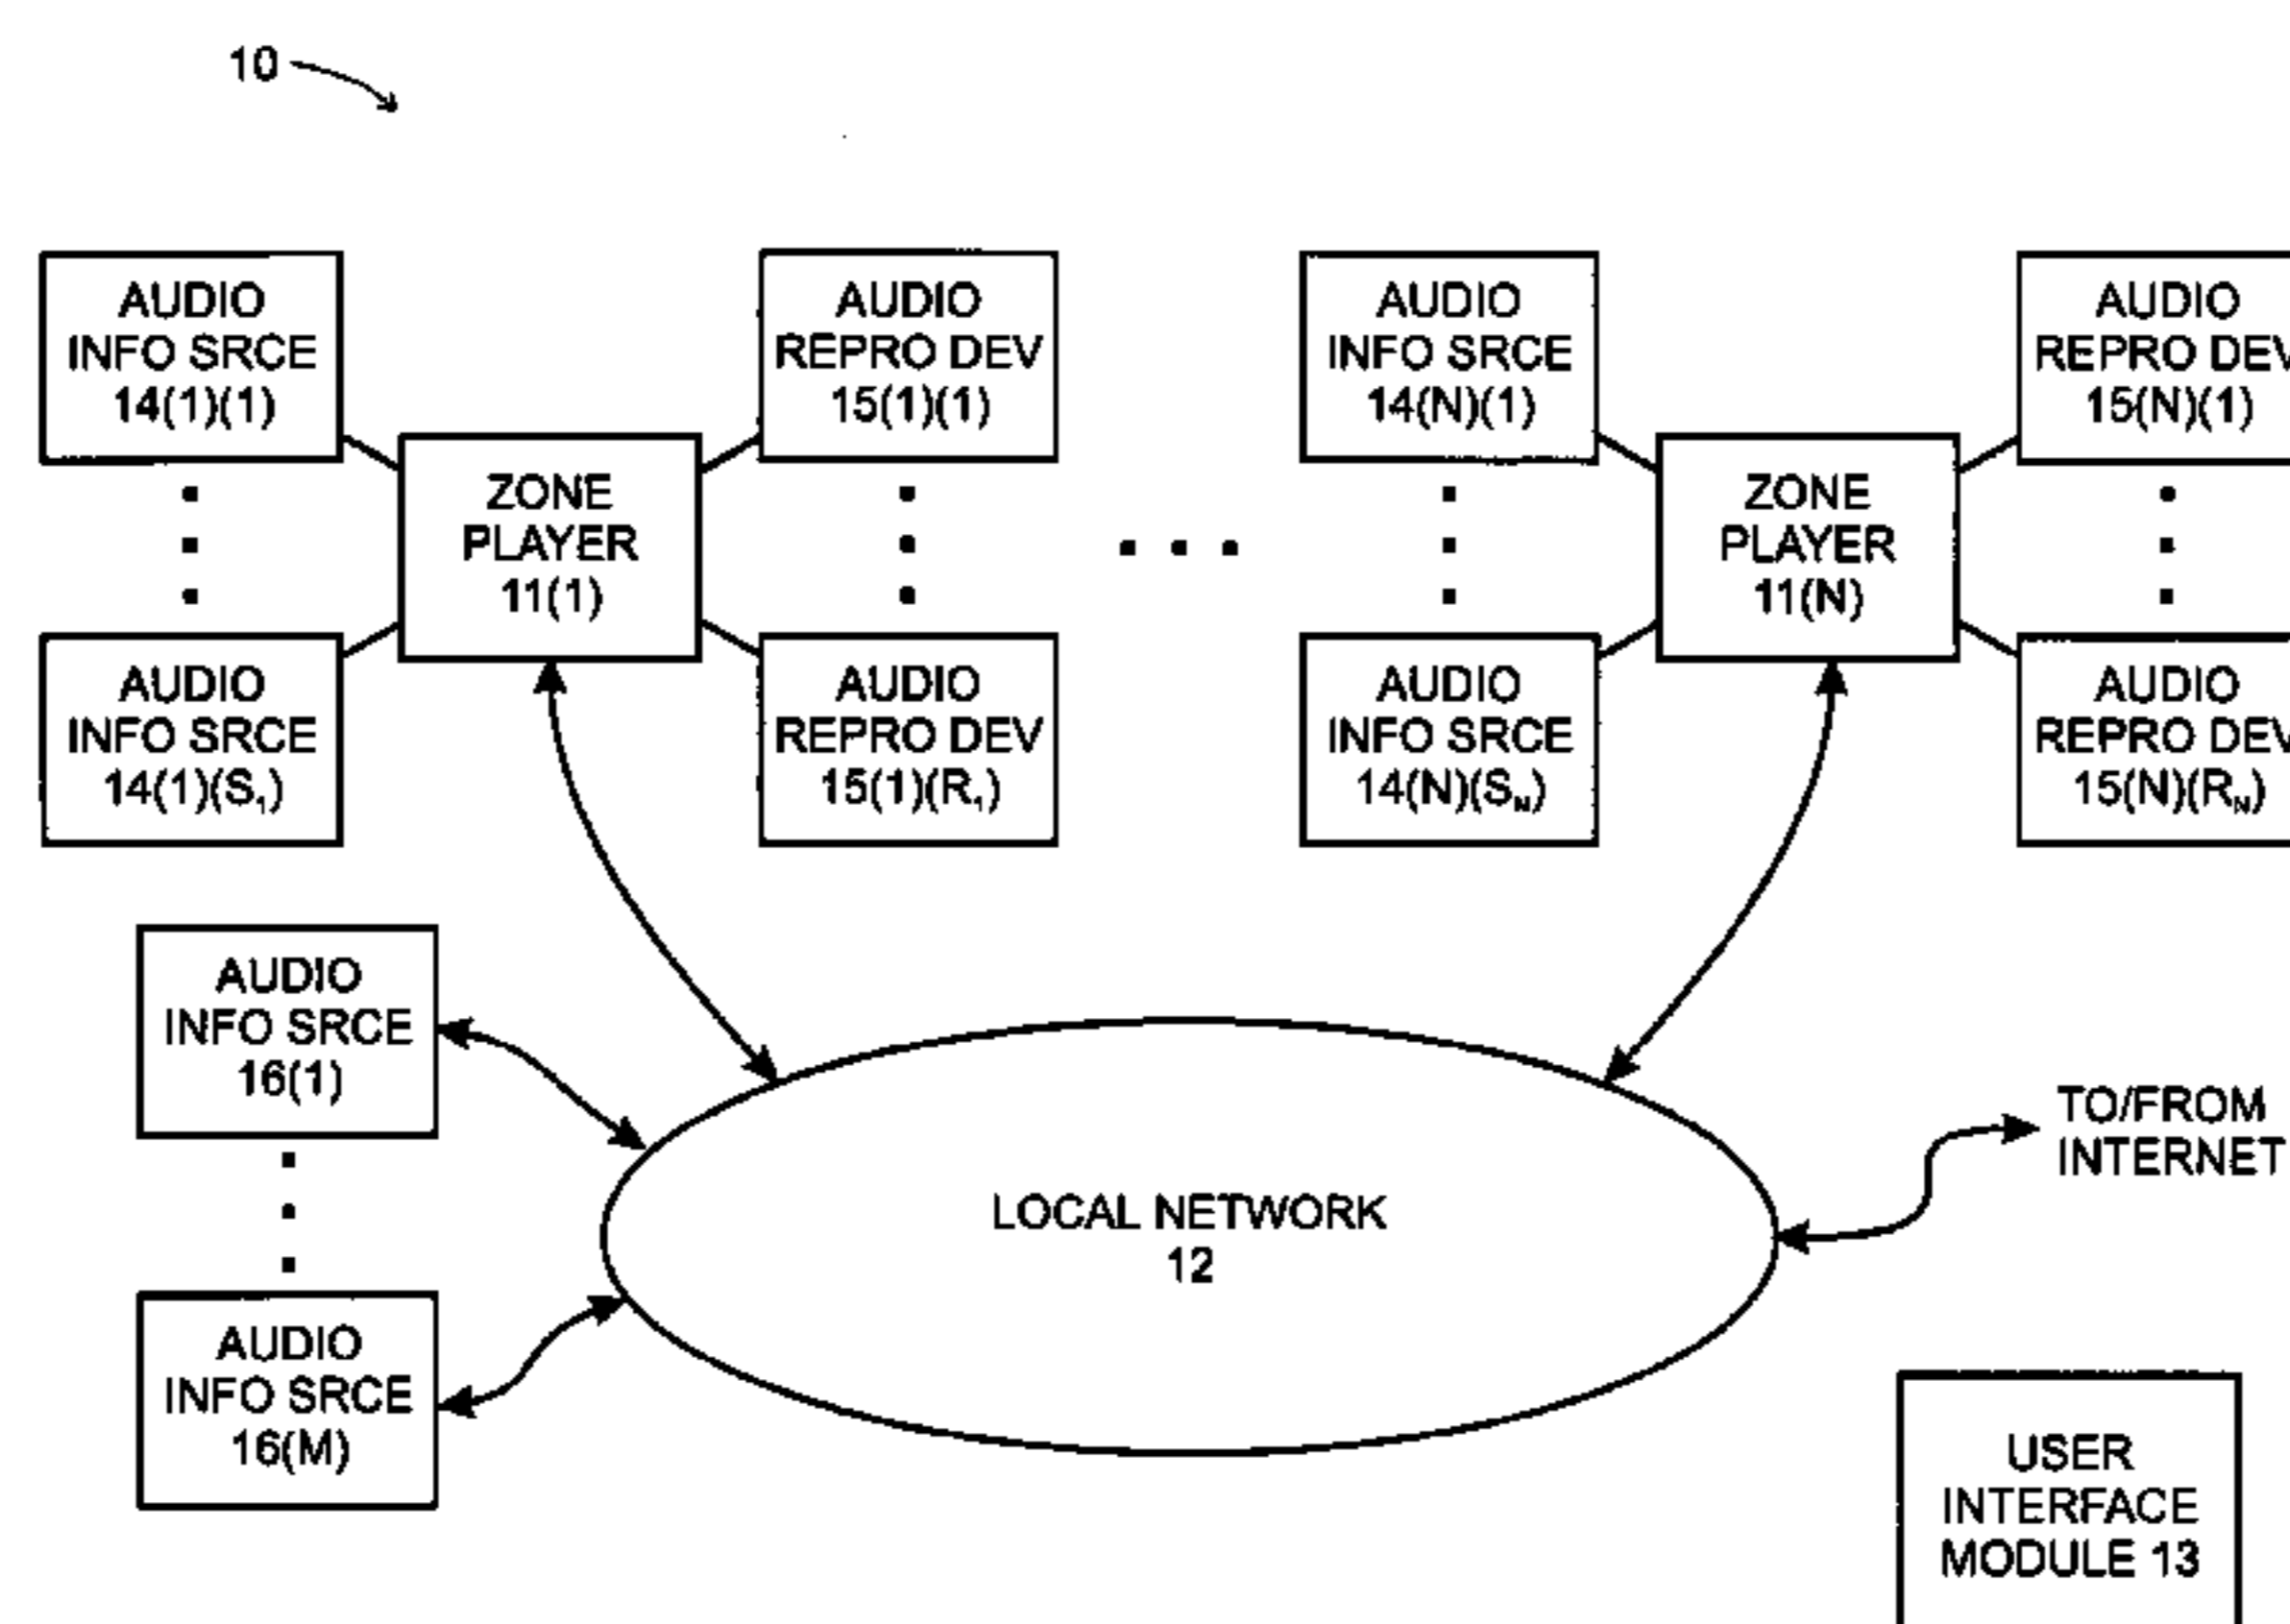 10
AUDIO
INFO SRCE
14(1)(1)
AUDIO
REPRO DEV
15(1)(1)
AUDIO
INFO SRCE
14(N)(1)
AUDIO
REPRO DEV
15(N)(1)
ZONE
PLAYER
11(1)
ZONE
PLAYER
11(N)
AUDIO
INFO SRCE
14(1)(S₁)
AUDIO
REPRO DEV
15(1)(R₁)
AUDIO
INFO SRCE
14(N)(Sₙ)
AUDIO
REPRO DEV
15(N)(Rₙ)
AUDIO
INFO SRCE
16(1)
TO/FROM
INTERNET
LOCAL NETWORK
12
AUDIO
INFO SRCE
16(M)
USER
INTERFACE
MODULE 13